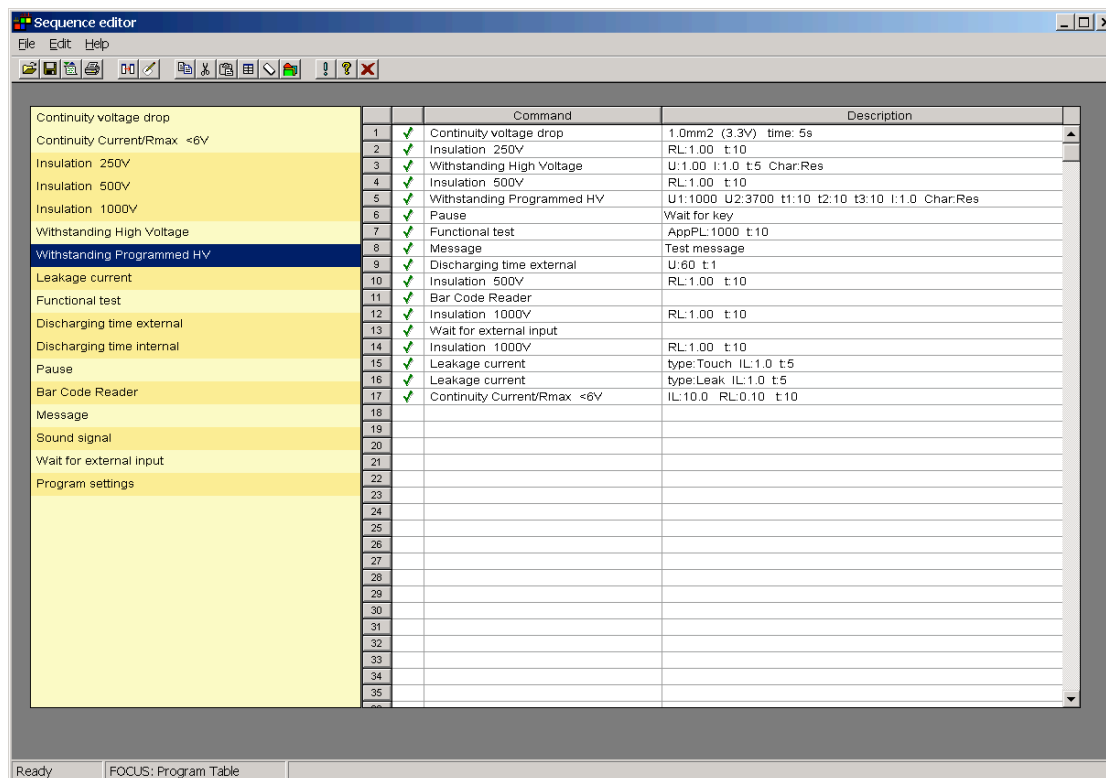 Sequence editor
File Edit Help
Continuity voltage drop
Continuity Current/Rmax <6V
Insulation 250V
Insulation 500V
Insulation 1000V
Withstanding High Voltage
Withstanding Programmed HV
Leakage current
Functional test
Discharging time external
Discharging time internal
Pause
Bar Code Reader
Message
Sound signal
Wait for external input
Program settings
Command Description
1 Continuity voltage drop 1.0mm2 (3.3V) time: 5s
2 Insulation 250V RL:1.00 t:10
3 Withstanding High Voltage U:1.00 I:1.0 t:5 Char:Res
4 Insulation 500V RL:1.00 t:10
5 Withstanding Programmed HV U1:1000 U2:3700 t1:10 t2:10 t3:10 I:1.0 Char:Res
6 Pause Wait for key
7 Functional test AppPL:1000 t:10
8 Message Test message
9 Discharging time external U:60 t:1
10 Insulation 500V RL:1.00 t:10
11 Bar Code Reader
12 Insulation 1000V RL:1.00 t:10
13 Wait for external input
14 Insulation 1000V RL:1.00 t:10
15 Leakage current type:Touch IL:1.0 t:5
16 Leakage current type:Leak IL:1.0 t:5
17 Continuity Current/Rmax <6V IL:10.0 RL:0.10 t:10
18
19
20
21
22
23
24
25
26
27
28
29
30
31
32
33
34
35
Ready FOCUS: Program Table